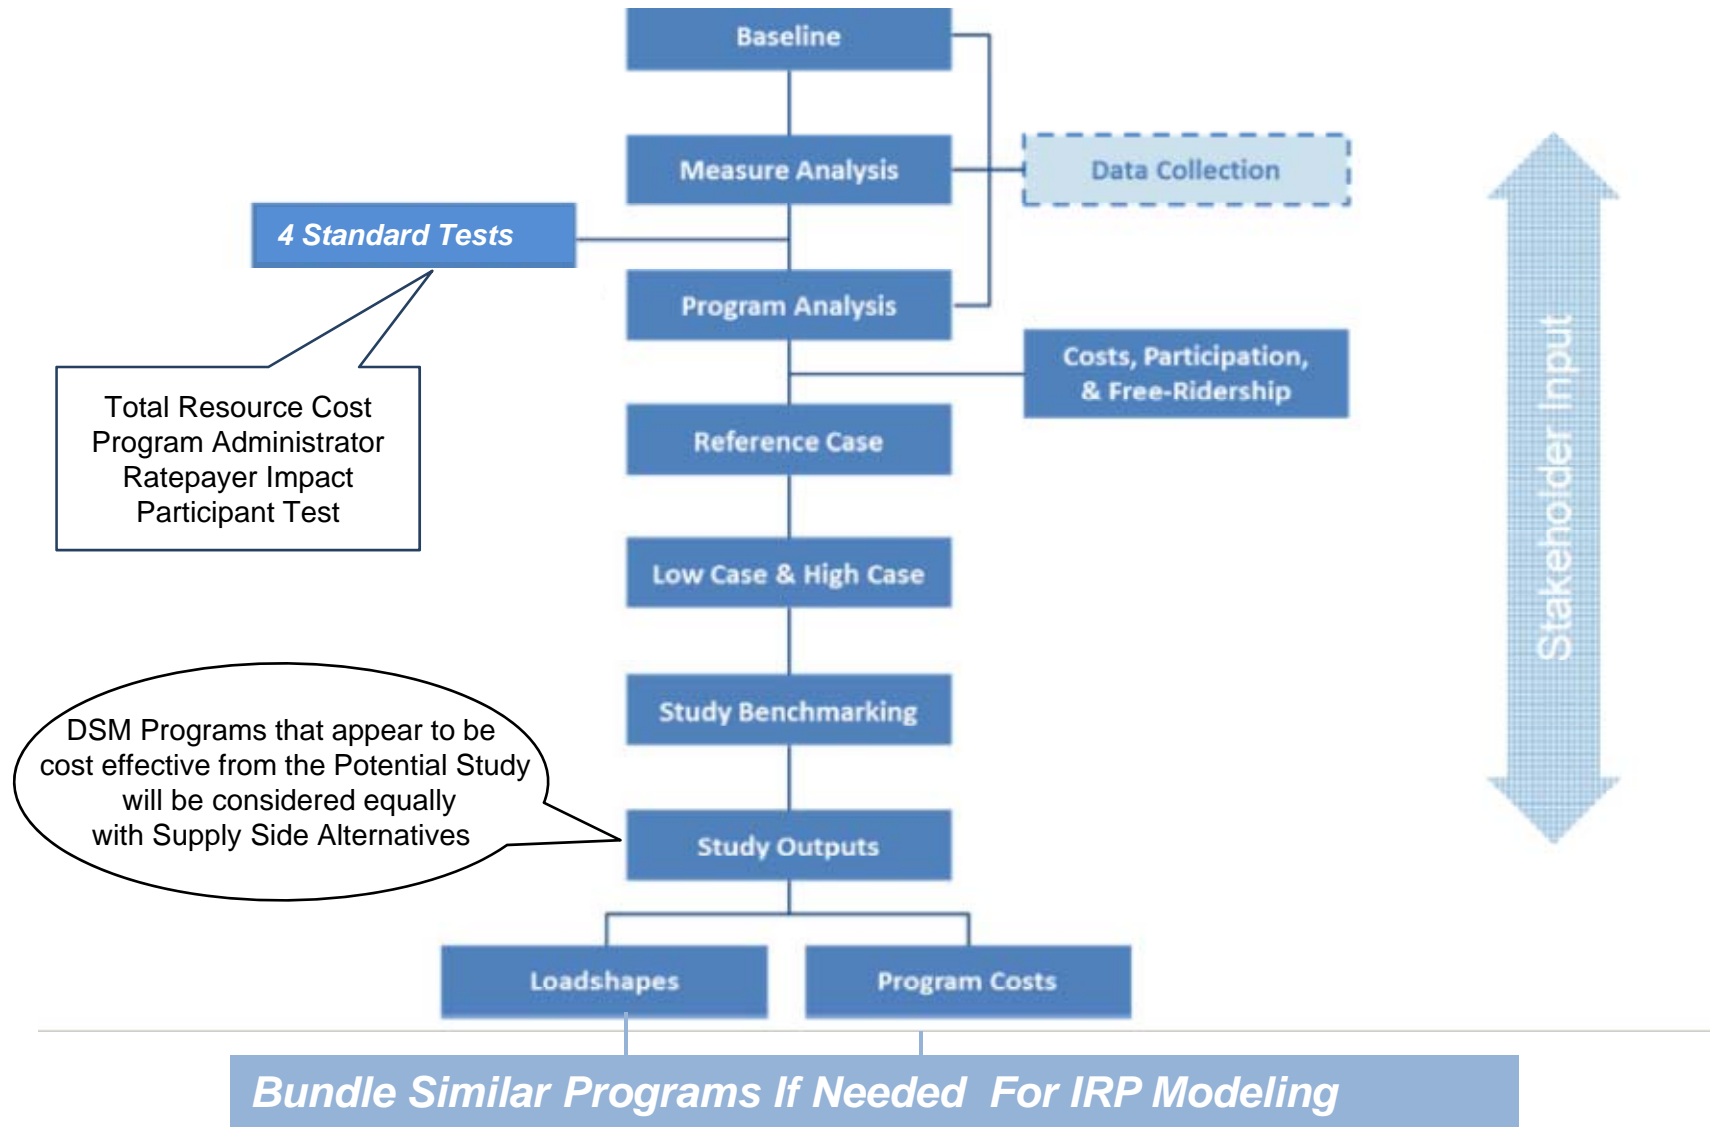 Baseline
Measure Analysis
Data Collection
4 Standard Tests
Program Analysis
Costs, Participation,
& Free-Ridership
Total Resource Cost
Program Administrator
Ratepayer Impact
Participant Test
Reference Case
Stakeholder Input
Low Case & High Case
Study Benchmarking
DSM Programs that appear to be
cost effective from the Potential Study
will be considered equally
with Supply Side Alternatives
Study Outputs
Loadshapes
Program Costs
Bundle Similar Programs If Needed For IRP Modeling